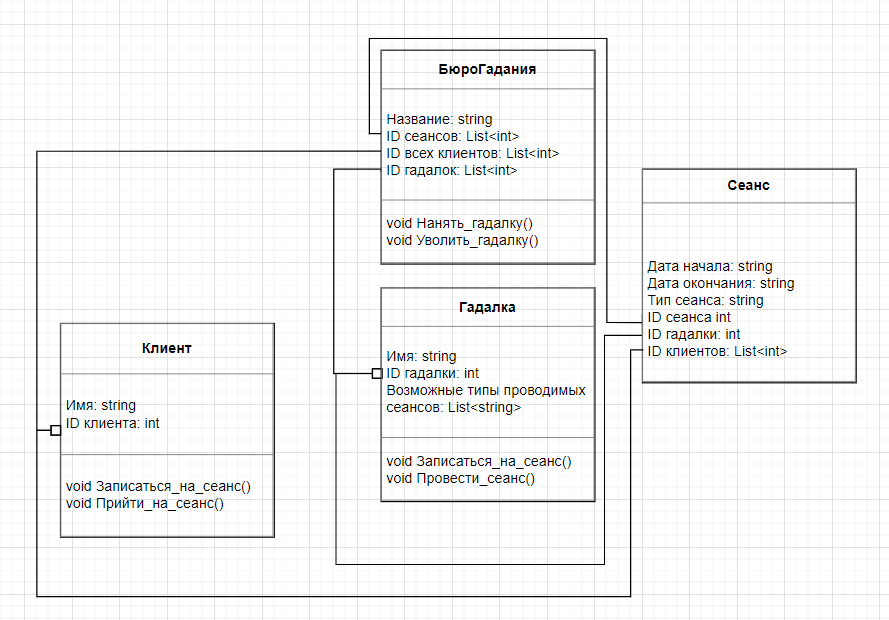 БюроГадания
Название: string
ID сеансов: List<int>
ID всех клиентов: List<int>
ID гадалок: List<int>
void Нанять_гадалку()
void Уволить_гадалку()
Сеанс
Дата начала: string
Дата окончания: string
Тип сеанса: string
ID сеанса int
ID гадалки: int
ID клиентов: List<int>
Гадалка
Имя: string
ID гадалки: int
Возможные типы проводимых
сеансов: List<string>
void Записаться_на_сеанс()
void Провести_сеанс()
Клиент
Имя: string
ID клиента: int
void Записаться_на_сеанс()
void Прийти_на_сеанс()